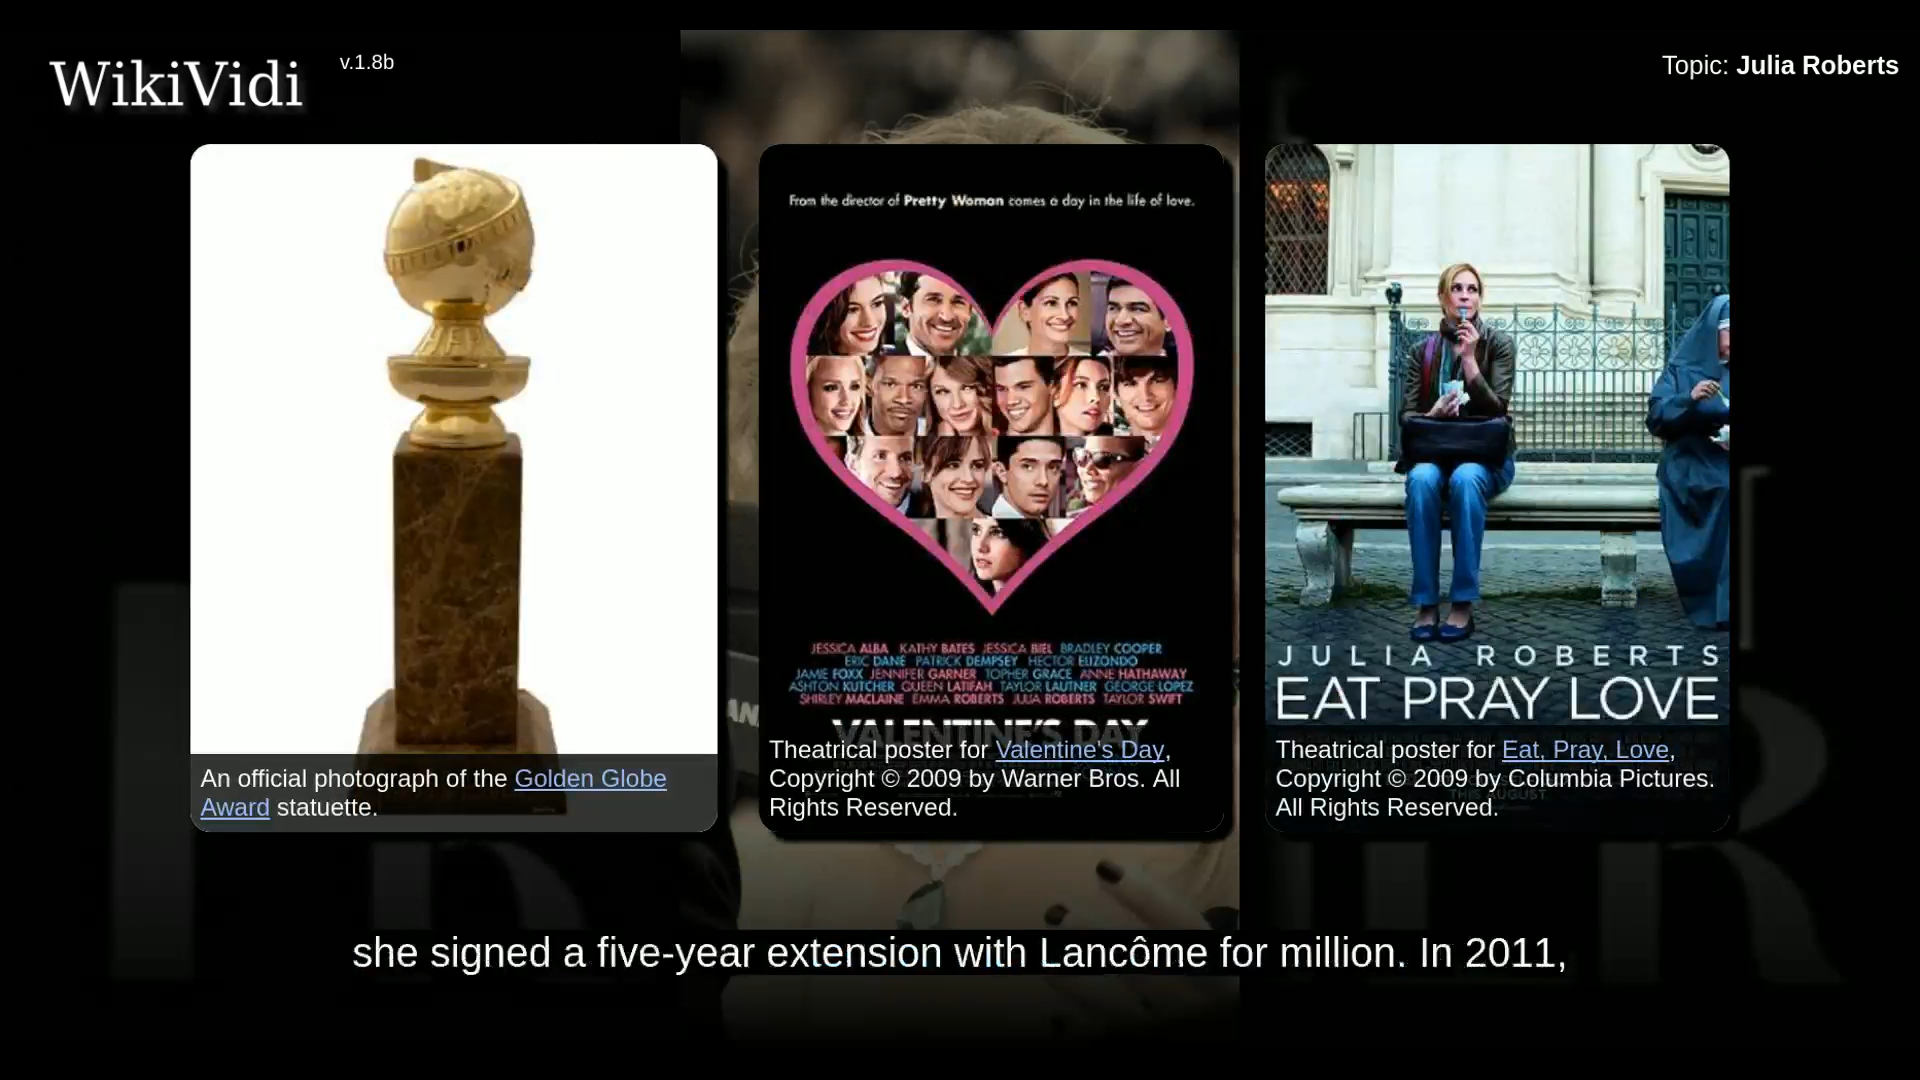 WikiVidi
v.1.8b
Topic: Julia Roberts
From the director of Pretty Woman comes a day in the life of love.
JESSICA ALBA KATHY BATES JESSICA BIEL BRADLEY COOPER
ERIC DANE PATRICK DEMPSEY HECTOR ELIZONDO
JAMIE FOXX JENNIFER GARNER TOPHER GRACE ANNE HATHAWAY
ASHTON KUTCHER QUEEN LATIFAH TAYLOR LAUTNER GEORGE LOPEZ
SHIRLEY MACLAINE EMMA ROBERTS JULIA ROBERTS TAYLOR SWIFT
VALENTINE'S DAY
JULIA ROBERTS
EAT PRAY LOVE
THIS AUGUST
An official photograph of the Golden Globe
Award statuette.
Theatrical poster for Valentine's Day,
Copyright © 2009 by Warner Bros. All
Rights Reserved.
Theatrical poster for Eat, Pray, Love,
Copyright © 2009 by Columbia Pictures.
All Rights Reserved.
she signed a five-year extension with Lancôme for million. In 2011,